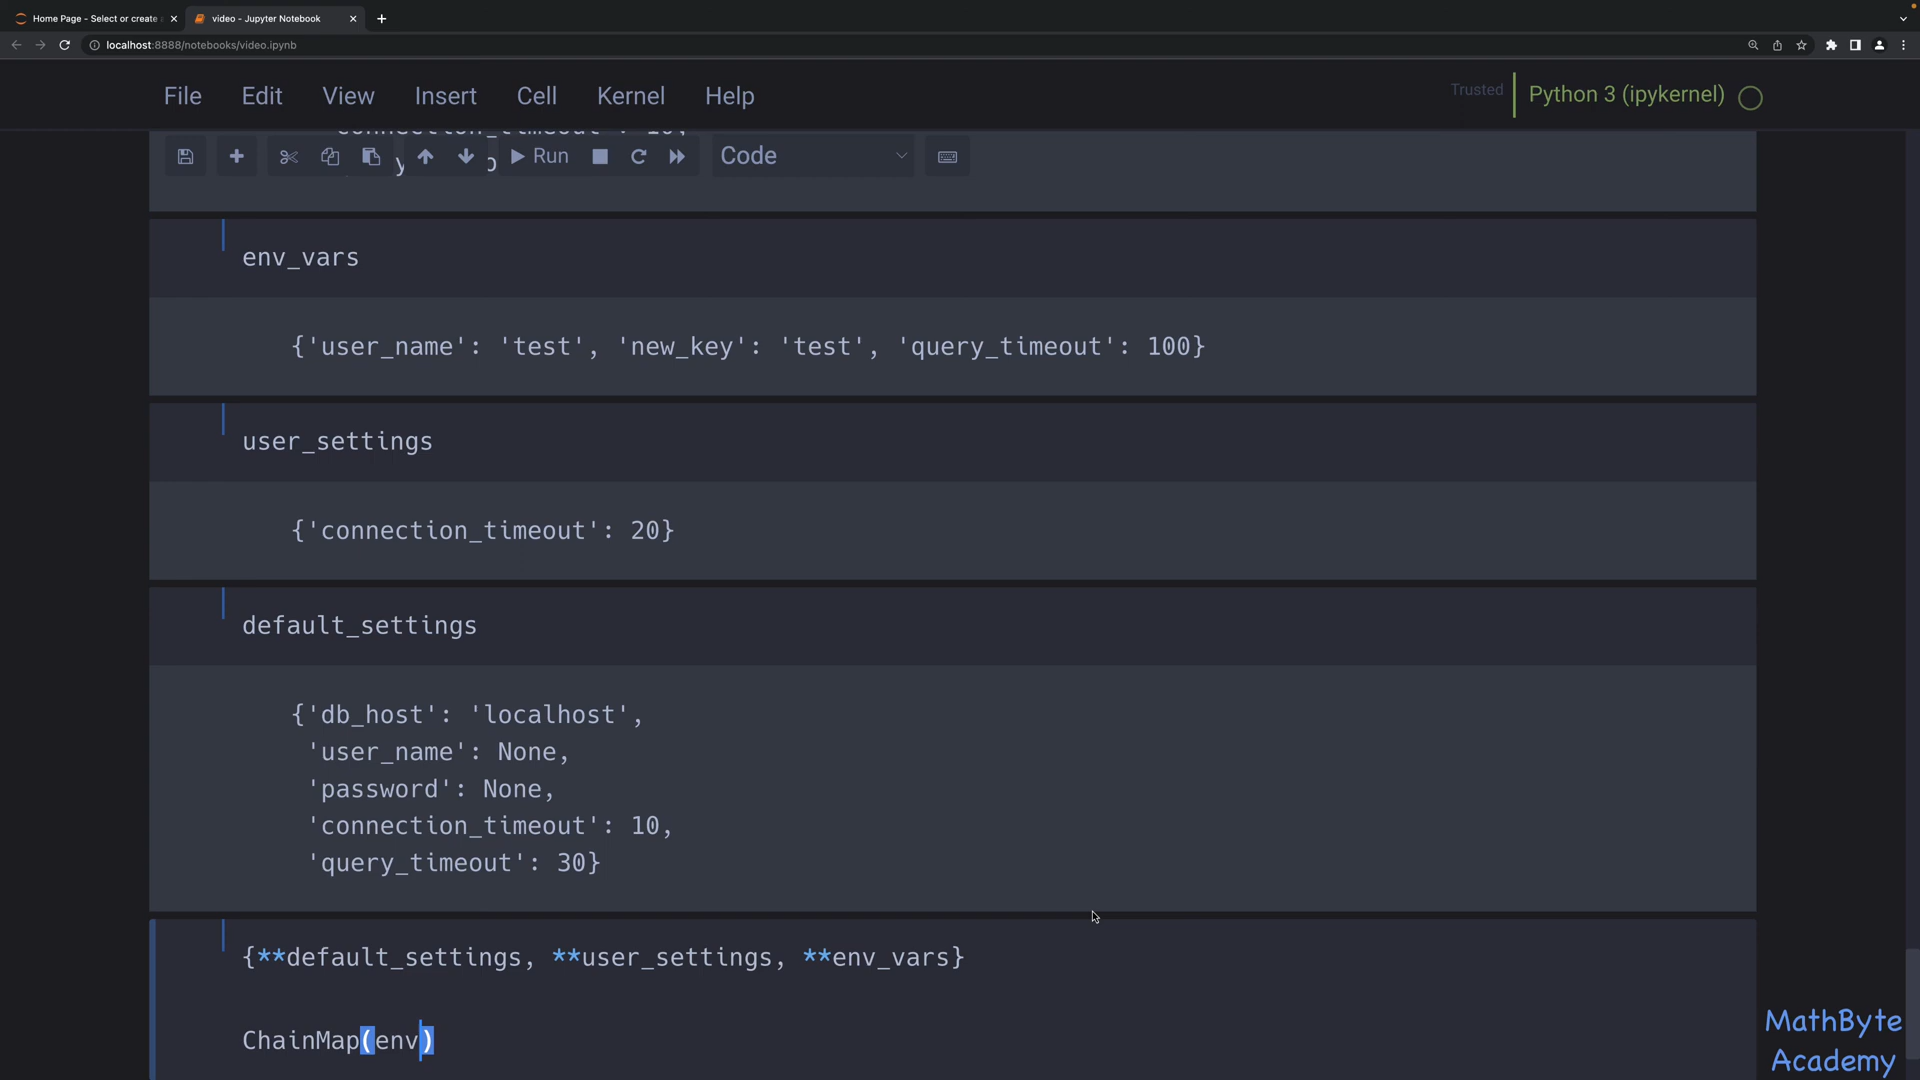 Home Page - Select or create
video - Jupyter Notebook
localhost:8888/notebooks/video.ipynb
File Edit View Insert Cell Kernel Help
Trusted
Python 3 (ipykernel)
connection_timeout': 10,
Run
Code
env_vars
{'user_name': 'test', 'new_key': 'test', 'query_timeout': 100}
user_settings
{'connection_timeout': 20}
default_settings
{'db_host': 'localhost',
'user_name': None,
'password': None,
'connection_timeout': 10,
'query_timeout': 30}
{**default_settings, **user_settings, **env_vars}
ChainMap(env)
MathByte
Academy